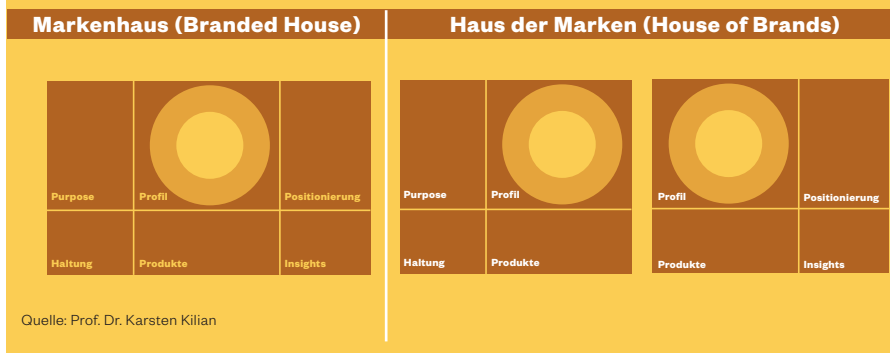 Markenhaus (Branded House)
Haus der Marken (House of Brands)
Purpose
Profil
Positionierung
Haltung
Produkte
Insights
Purpose
Profil
Haltung
Produkte
Profil
Positionierung
Produkte
Insights
Quelle: Prof. Dr. Karsten Kilian